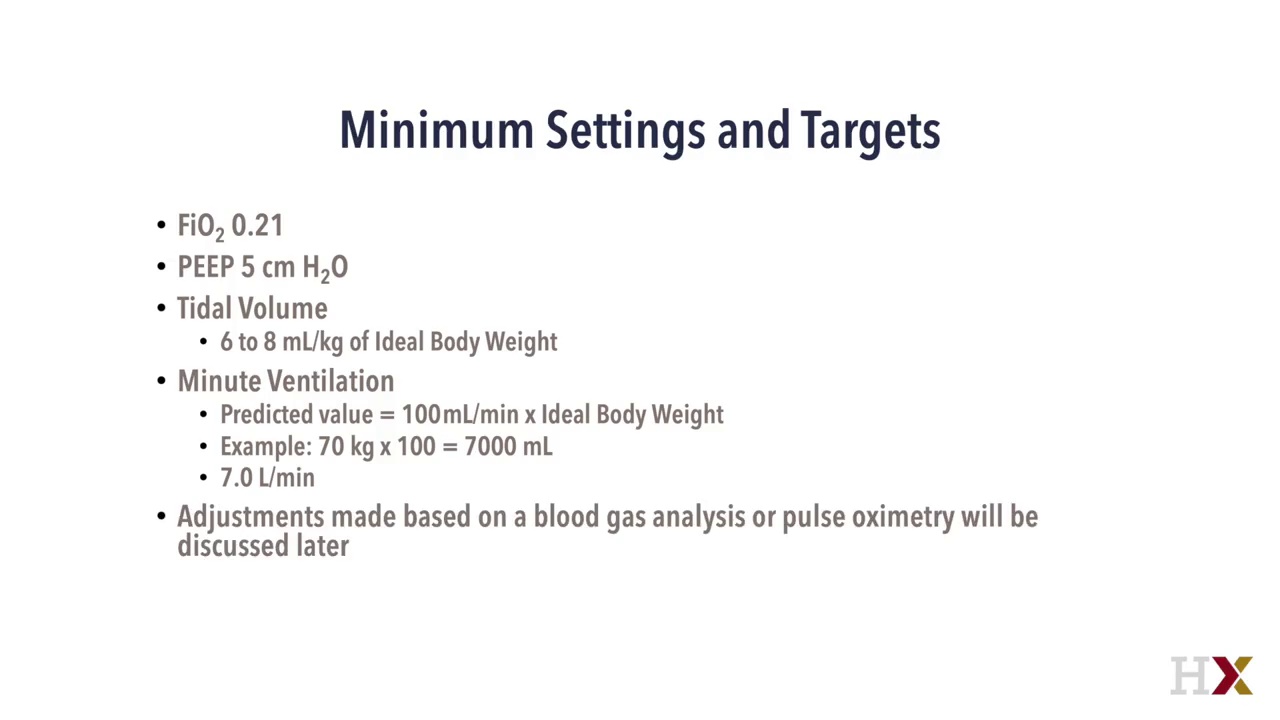 Minimum Settings and Targets
• FiO₂ 0.21
• PEEP 5 cm H₂O
• Tidal Volume
• 6 to 8 mL/kg of Ideal Body Weight
• Minute Ventilation
• Predicted value = 100mL/min x Ideal Body Weight
• Example: 70 kg x 100 = 7000 mL
• 7.0 L/min
• Adjustments made based on a blood gas analysis or pulse oximetry will be
discussed later
HX